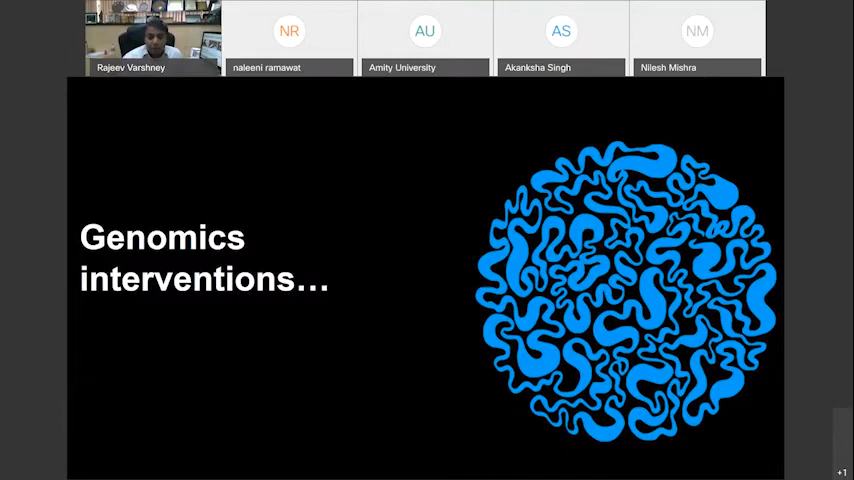 NR
AU
AS
NM
Rajeev Varshney
naleeni ramawat
Amity University
Akanksha Singh
Nilesh Mishra
Genomics
interventions…
+1